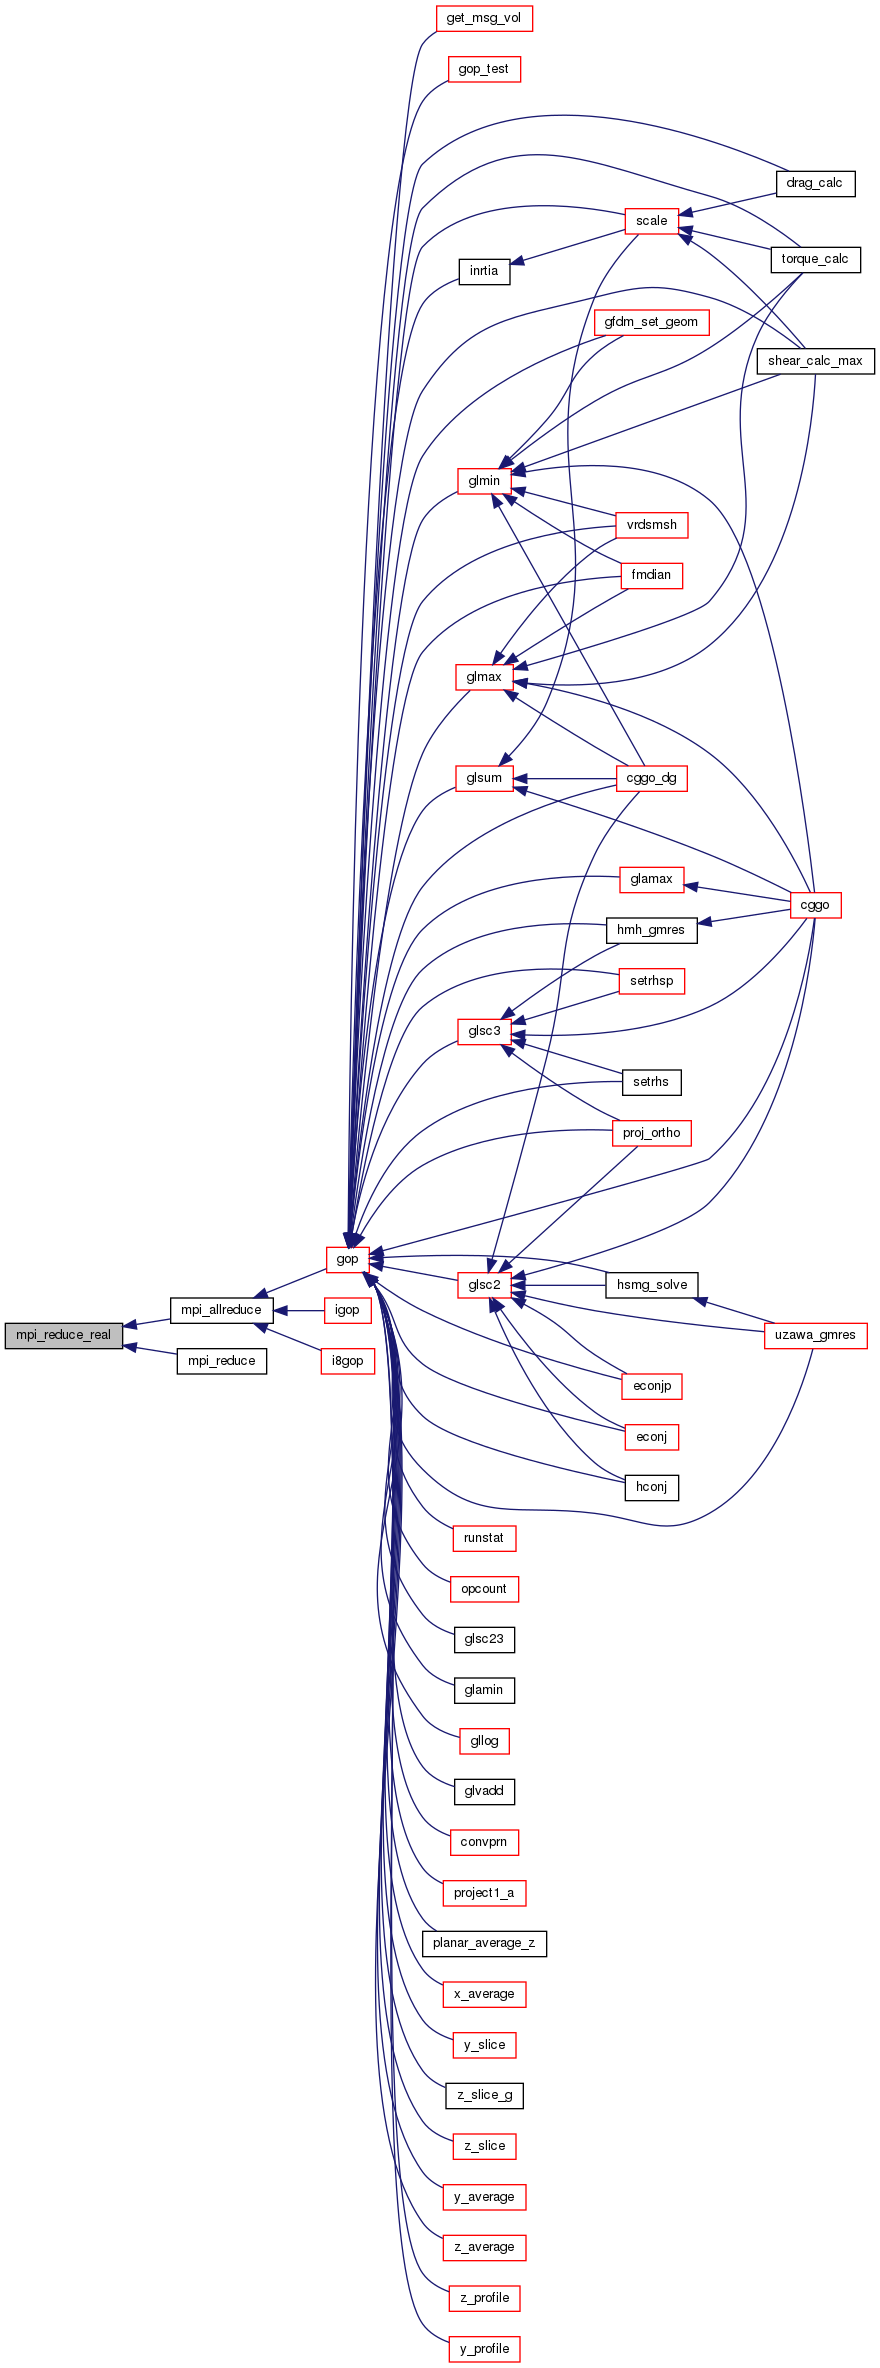 get_msg_vol
gop_test
drag_calc
scale
torque_calc
inrtia
gfdm_set_geom
shear_calc_max
glmin
vrdsmsh
fmdian
glmax
glsum
cggo_dg
glamax
cggo
hmh_gmres
setrhsp
glsc3
setrhs
proj_ortho
gop
glsc2
hsmg_solve
mpi_allreduce
igop
mpi_reduce_real
uzawa_gmres
mpi_reduce
i8gop
econjp
econj
hconj
runstat
opcount
glsc23
glamin
gllog
glvadd
convprn
project1_a
planar_average_z
x_average
y_slice
z_slice_g
z_slice
y_average
z_average
z_profile
y_profile